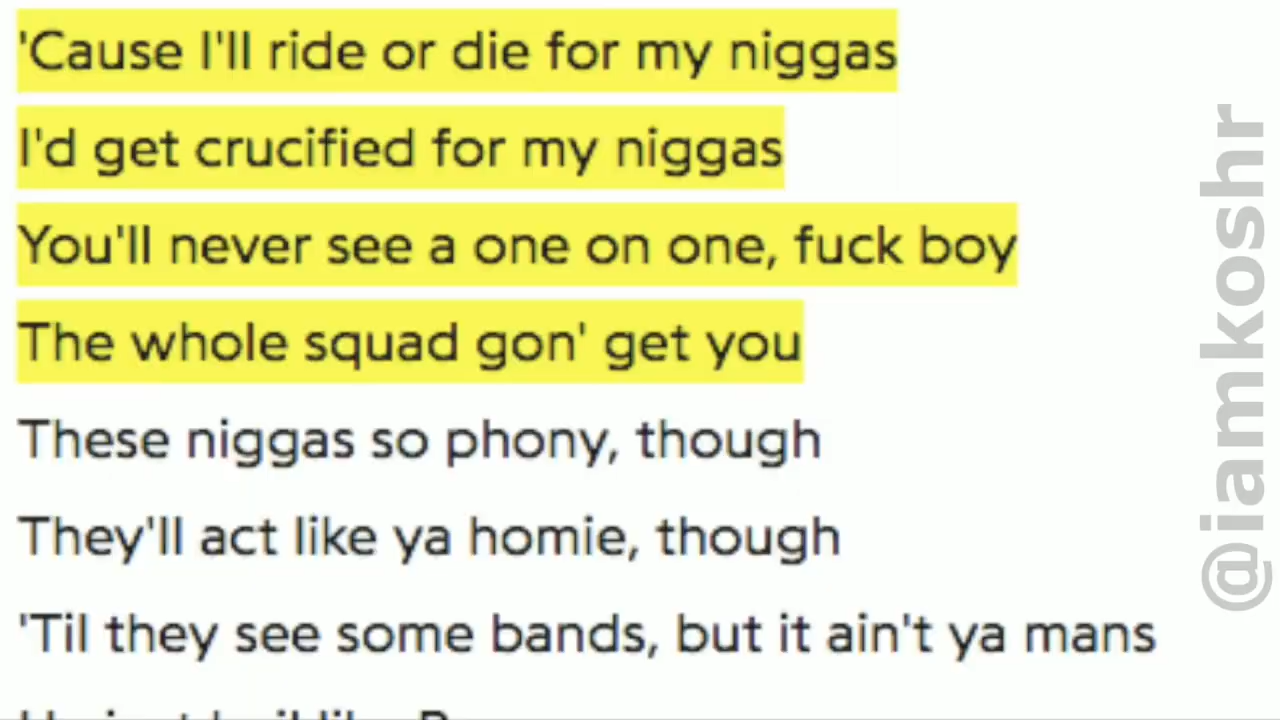 'Cause I'll ride or die for my niggas
I'd get crucified for my niggas
You'll never see a one on one, fuck boy
The whole squad gon' get you
These niggas so phony, though
They'll act like ya homie, though
'Til they see some bands, but it ain't ya mans
@iamkoshr